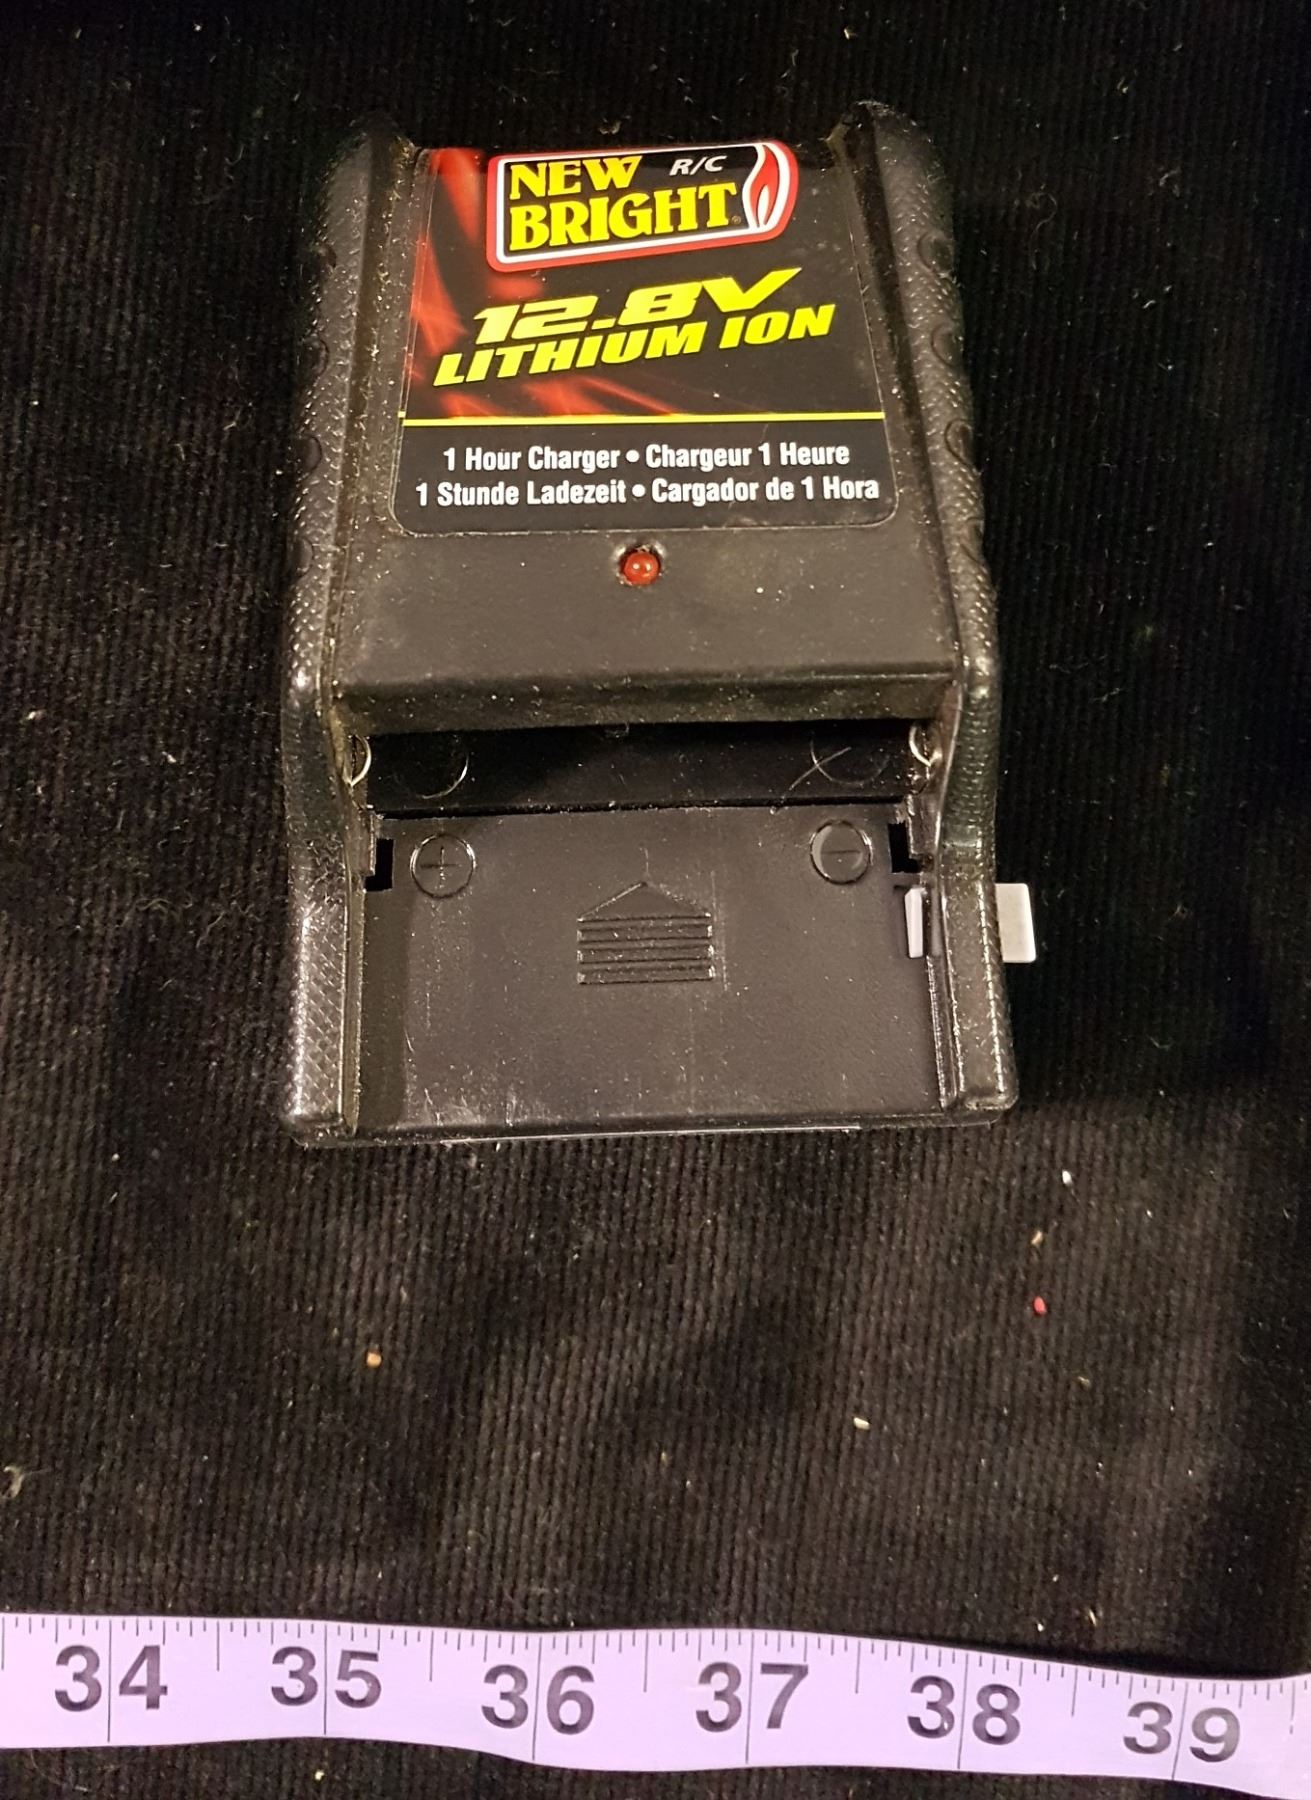 NEW R/C
BRIGHT
12.8V
LITHIUM ION
1 Hour Charger • Chargeur 1 Heure
1 Stunde Ladezeit • Cargador de 1 Hora
+ −
34 35 36 37 38 39